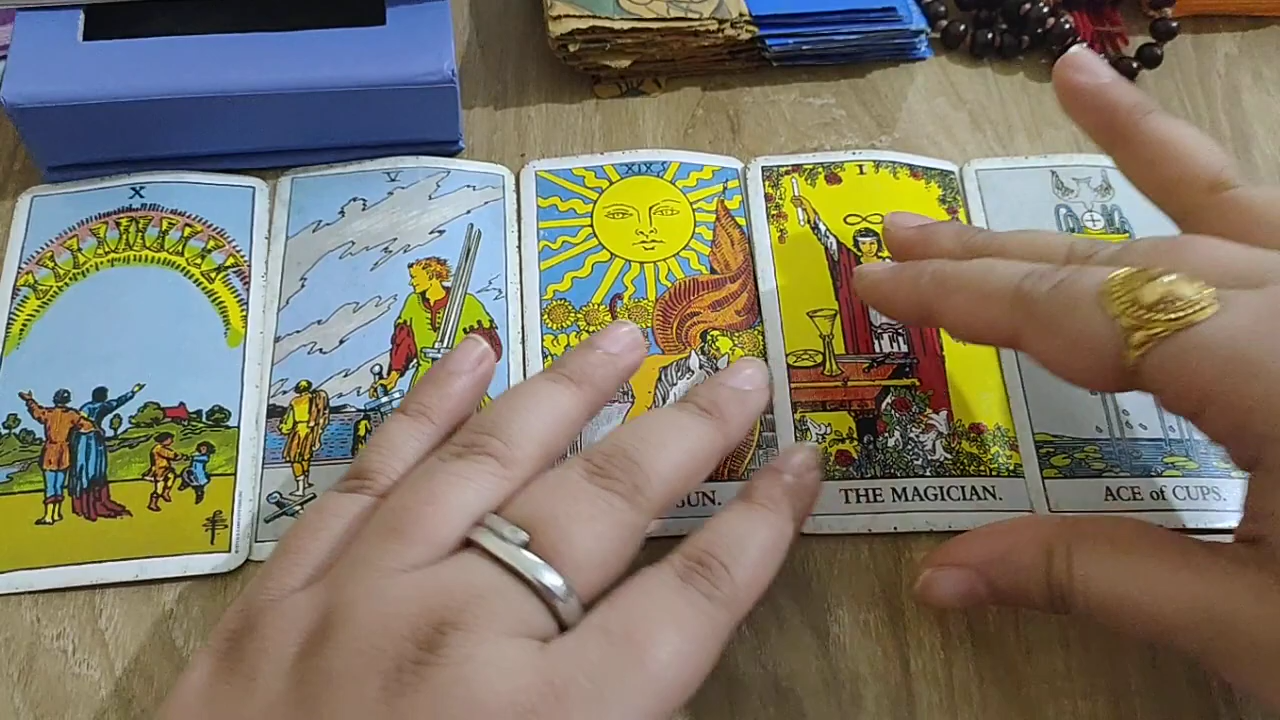 X
V
XIX
I
SUN.
THE MAGICIAN.
ACE of CUPS.